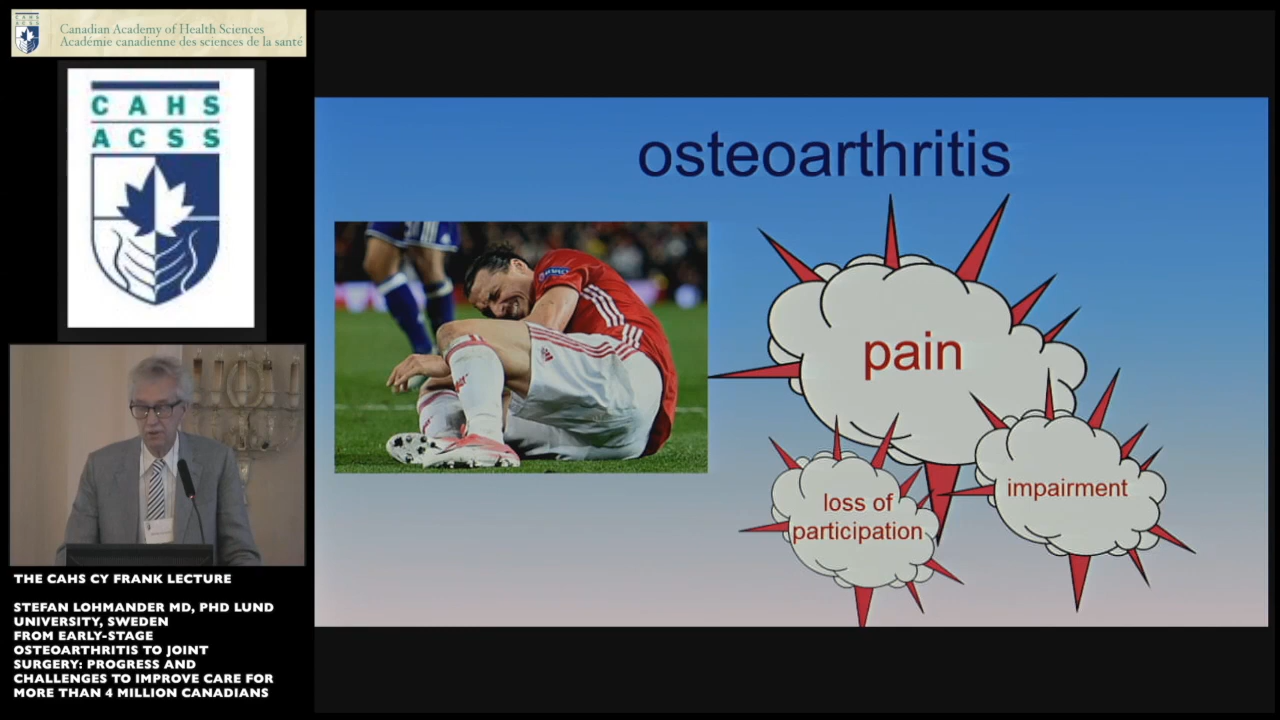 Canadian Academy of Health Sciences
Académie canadienne des sciences de la santé
CAHS
ACSS
THE CAHS CY FRANK LECTURE
STEFAN LOHMANDER MD, PHD LUND
UNIVERSITY, SWEDEN
FROM EARLY-STAGE
OSTEOARTHRITIS TO JOINT
SURGERY: PROGRESS AND
CHALLENGES TO IMPROVE CARE FOR
MORE THAN 4 MILLION CANADIANS
osteoarthritis
pain
loss of
participation
impairment